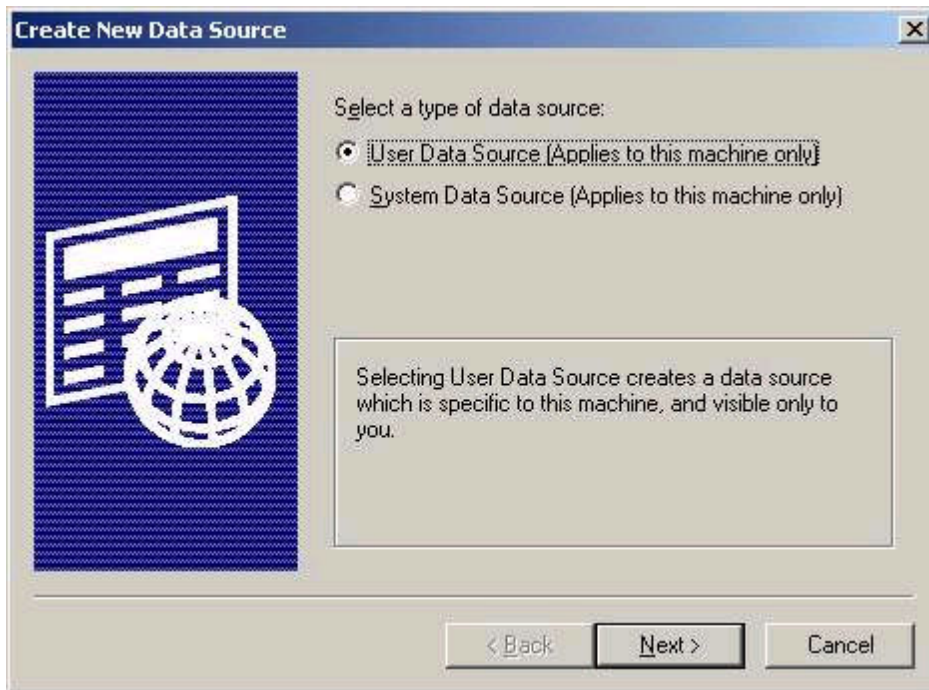 Create New Data Source
Select a type of data source:
User Data Source (Applies to this machine only)
System Data Source (Applies to this machine only)
Selecting User Data Source creates a data source
which is specific to this machine, and visible only to
you.
< Back
Next >
Cancel